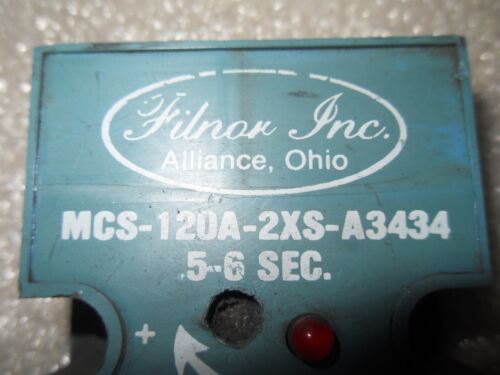 Filnor Inc.
Alliance, Ohio
MCS-120A-2XS-A3434
.5-6 SEC.
+